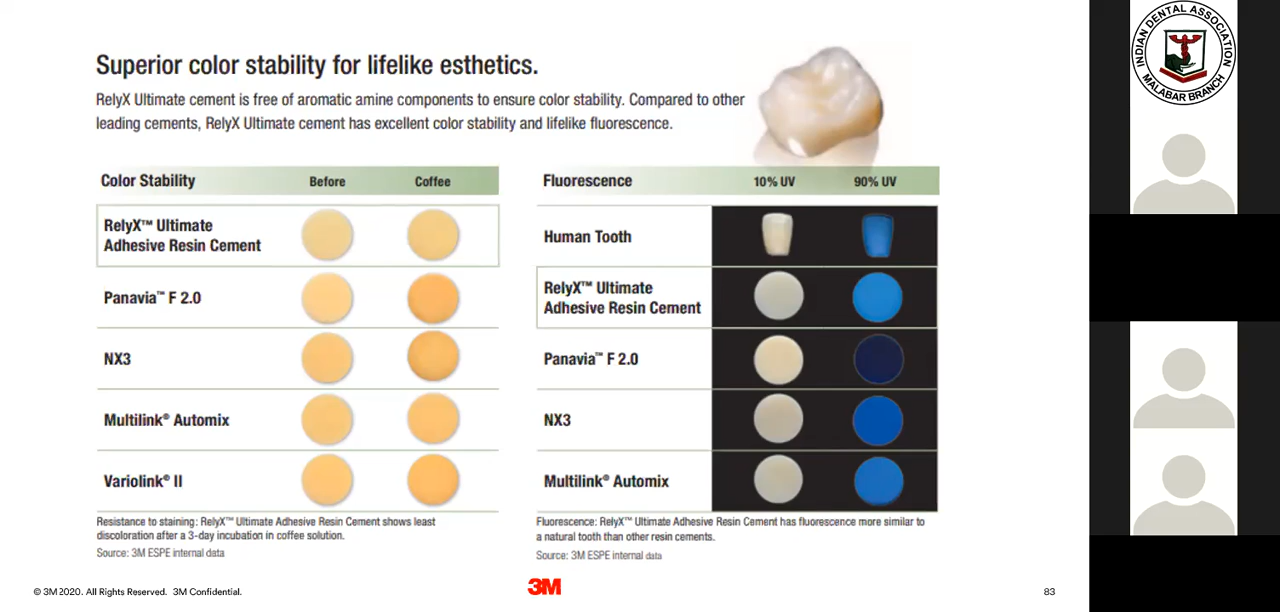 Superior color stability for lifelike esthetics.
RelyX Ultimate cement is free of aromatic amine components to ensure color stability. Compared to other
leading cements, RelyX Ultimate cement has excellent color stability and lifelike fluorescence.
Color Stability Before Coffee
RelyX™ Ultimate
Adhesive Resin Cement
Panavia™ F 2.0
NX3
Multilink® Automix
Variolink® II
Resistance to staining: RelyX™ Ultimate Adhesive Resin Cement shows least
discoloration after a 3-day incubation in coffee solution.
Source: 3M ESPE internal data
Fluorescence 10% UV 90% UV
Human Tooth
RelyX™ Ultimate
Adhesive Resin Cement
Panavia™ F 2.0
NX3
Multilink® Automix
Fluorescence: RelyX™ Ultimate Adhesive Resin Cement has fluorescence more similar to
a natural tooth than other resin cements.
Source: 3M ESPE internal data
© 3M 2020. All Rights Reserved. 3M Confidential.
3M
83
INDIAN DENTAL ASSOCIATION
MALABAR BRANCH